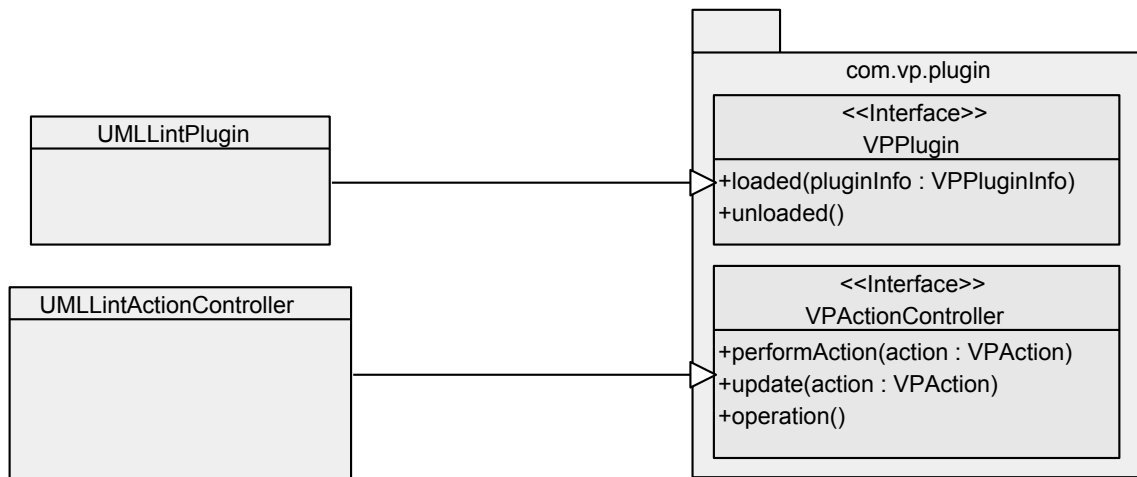 com.vp.plugin
<<Interface>>
VPPlugin
+loaded(pluginInfo : VPPluginInfo)
+unloaded()
UMLLintPlugin
<<Interface>>
VPActionController
+performAction(action : VPAction)
+update(action : VPAction)
+operation()
UMLLintActionController